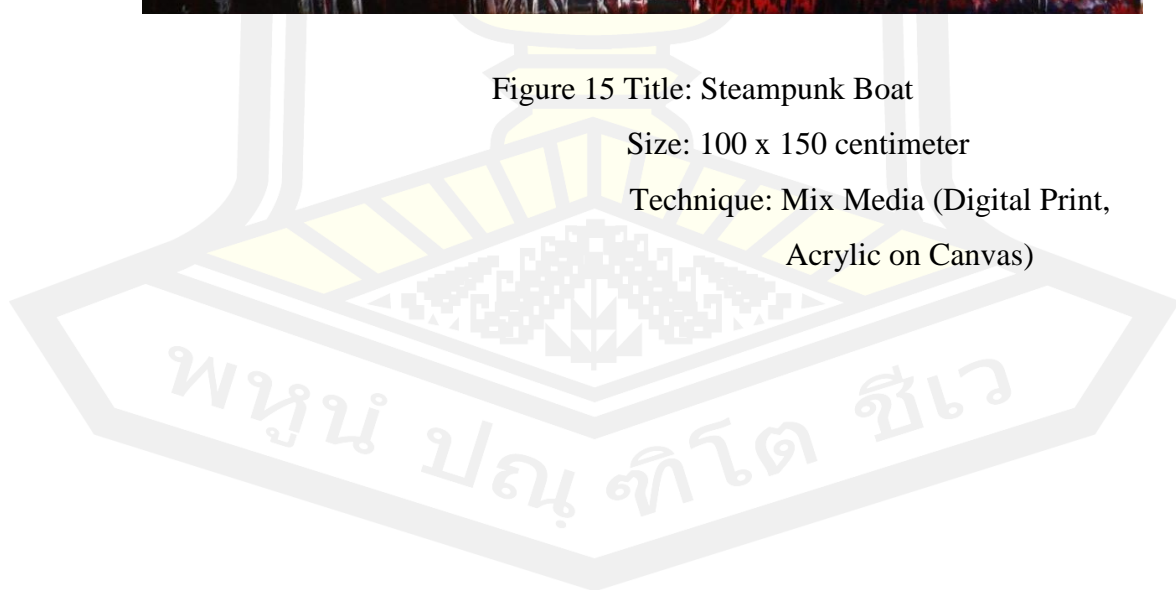 Figure 15 Title: Steampunk Boat
Size: 100 x 150 centimeter
Technique: Mix Media (Digital Print,
Acrylic on Canvas)
พหูนํ ปณฺฑิโต ชีเว